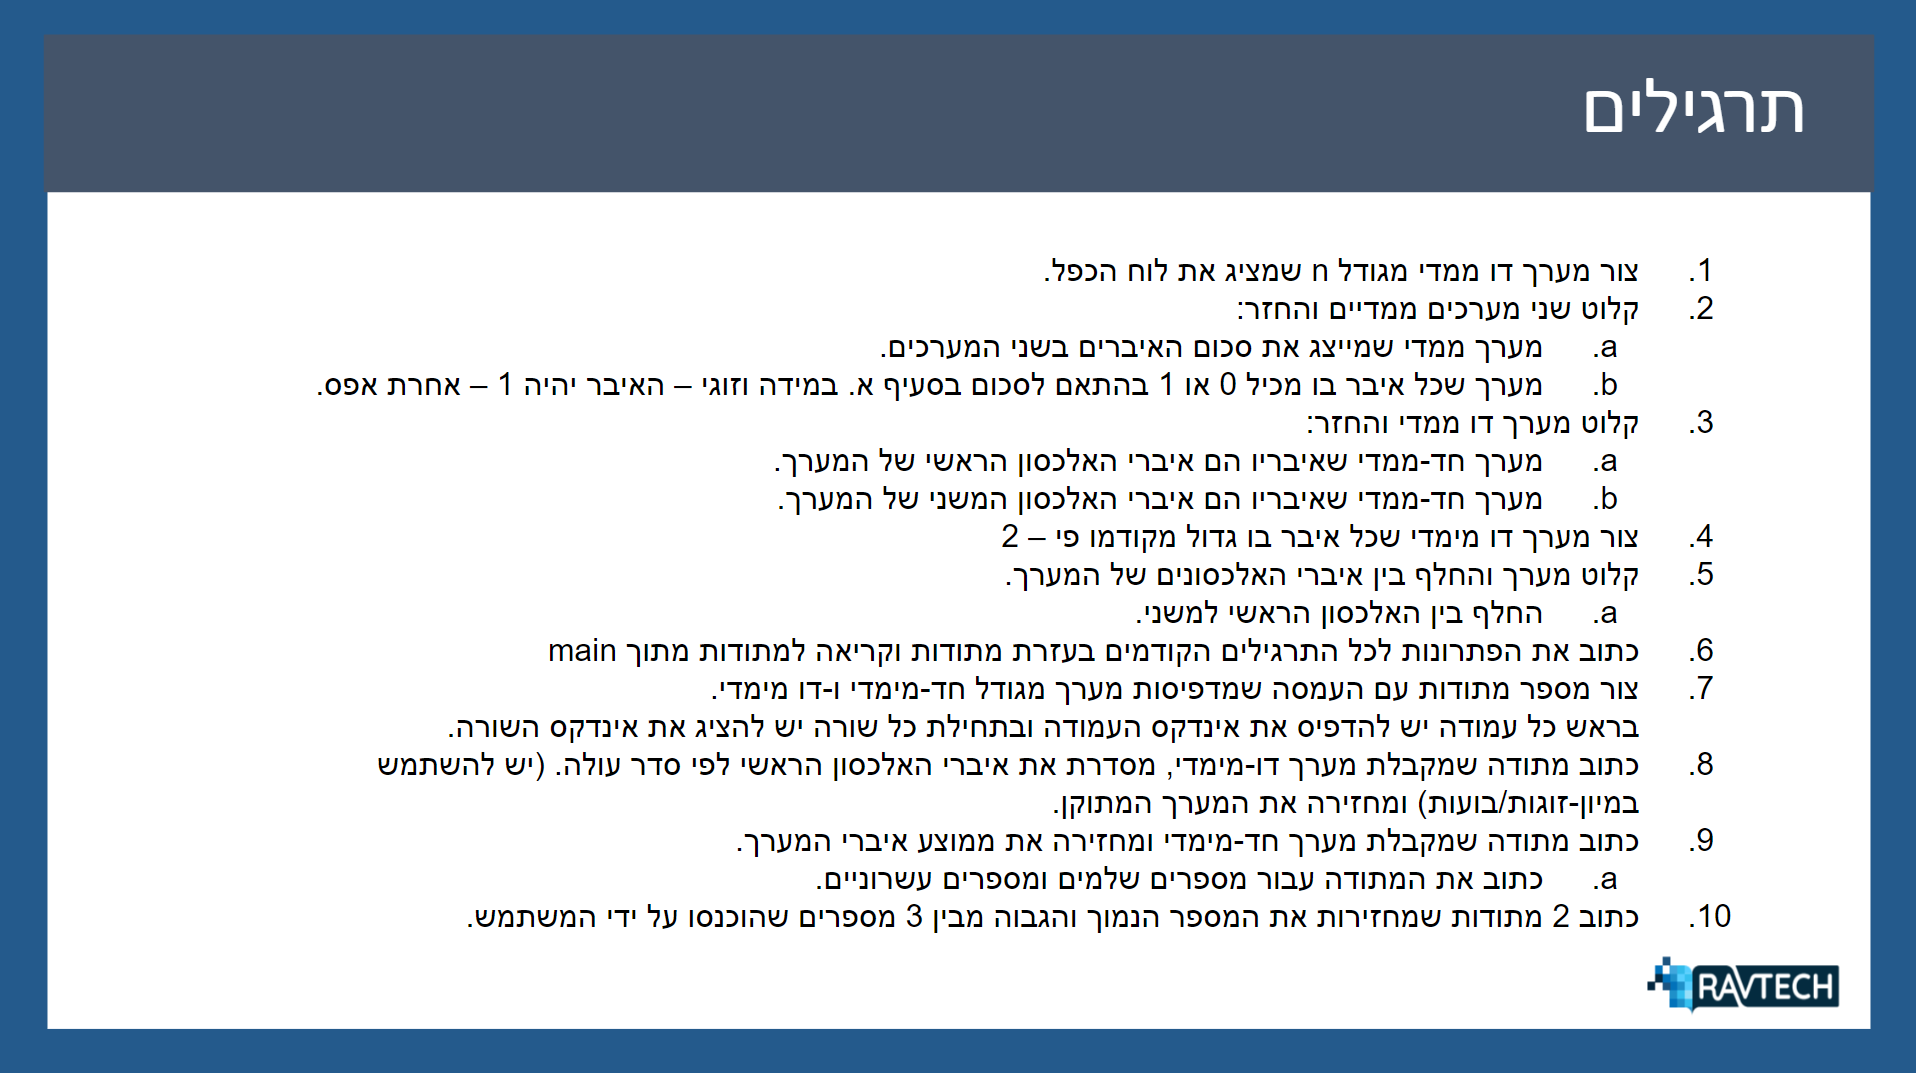 תרגילים
1. צור מערך דו ממדי מגודל n שמציג את לוח הכפל.
2. קלוט שני מערכים ממדיים והחזר:
a. מערך ממדי שמייצג את סכום האיברים בשני המערכים.
b. מערך שכל איבר בו מכיל 0 או 1 בהתאם לסכום בסעיף א. במידה וזוגי – האיבר יהיה 1 – אחרת אפס.
3. קלוט מערך דו ממדי והחזר:
a. מערך חד-ממדי שאיבריו הם איברי האלכסון הראשי של המערך.
b. מערך חד-ממדי שאיבריו הם איברי האלכסון המשני של המערך.
4. צור מערך דו מימדי שכל איבר בו גדול מקודמו פי – 2
5. קלוט מערך והחלף בין איברי האלכסונים של המערך.
a. החלף בין האלכסון הראשי למשני.
6. כתוב את הפתרונות לכל התרגילים הקודמים בעזרת מתודות וקריאה למתודות מתוך main
7. צור מספר מתודות עם העמסה שמדפיסות מערך מגודל חד-מימדי ו-דו מימדי.
בראש כל עמודה יש להדפיס את אינדקס העמודה ובתחילת כל שורה יש להציג את אינדקס השורה.
8. כתוב מתודה שמקבלת מערך דו-מימדי, מסדרת את איברי האלכסון הראשי לפי סדר עולה. (יש להשתמש
במיון-זוגות/בועות) ומחזירה את המערך המתוקן.
9. כתוב מתודה שמקבלת מערך חד-מימדי ומחזירה את ממוצע איברי המערך.
a. כתוב את המתודה עבור מספרים שלמים ומספרים עשרוניים.
10. כתוב 2 מתודות שמחזירות את המספר הנמוך והגבוה מבין 3 מספרים שהוכנסו על ידי המשתמש.
RAVTECH